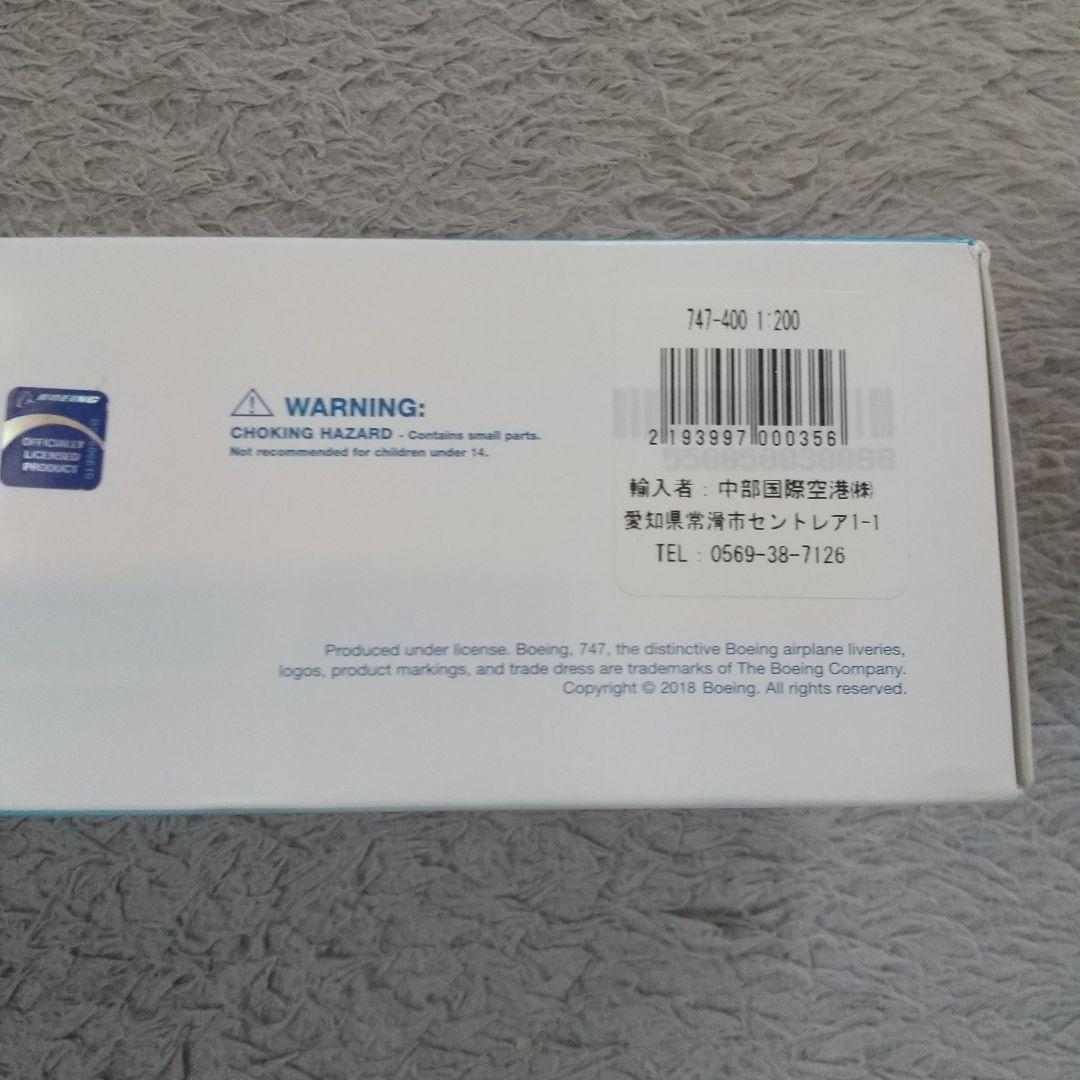 747-400 1:200
2 193997 000356
輸入者：中部国際空港㈱
愛知県常滑市セントレア1-1
TEL：0569-38-7126
BOEING
OFFICIALLY
LICENSED
PRODUCT
WARNING:
CHOKING HAZARD - Contains small parts.
Not recommended for children under 14.
Produced under license. Boeing, 747, the distinctive Boeing airplane liveries,
logos, product markings, and trade dress are trademarks of The Boeing Company.
Copyright © 2018 Boeing. All rights reserved.